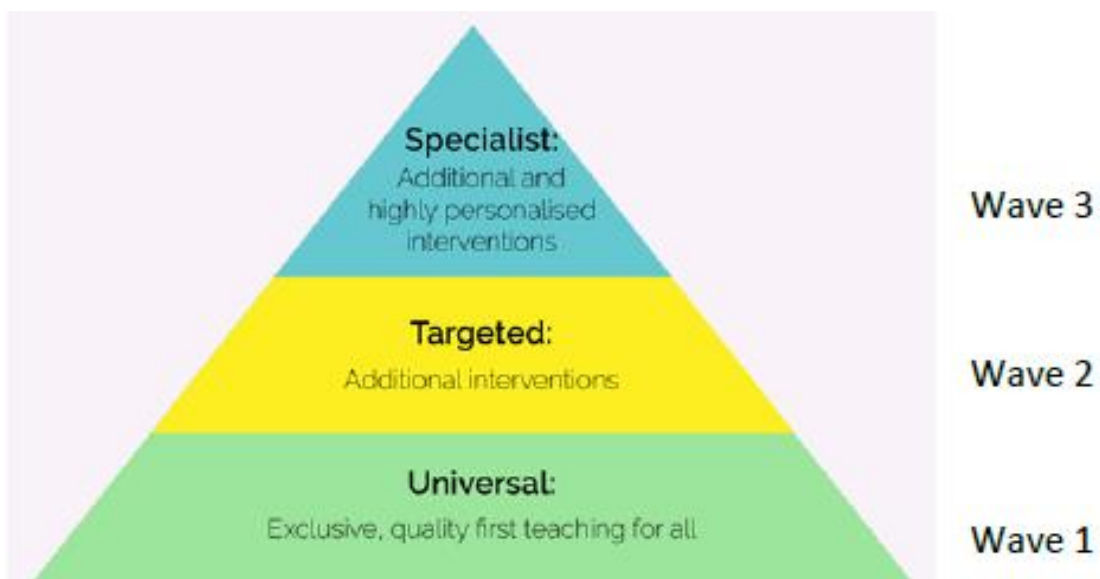 Specialist:
Additional and
highly personalised
interventions
Wave 3
Targeted:
Additional interventions
Wave 2
Universal:
Exclusive, quality first teaching for all
Wave 1